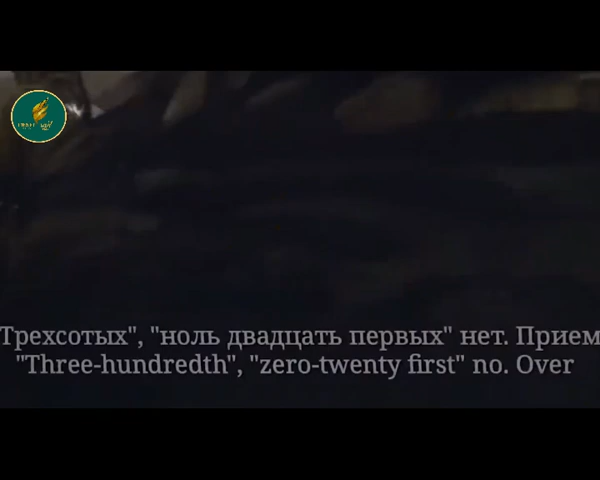 Трехсотых", "ноль двадцать первых" нет. Прием
"Three-hundredth", "zero-twenty first" no. Over